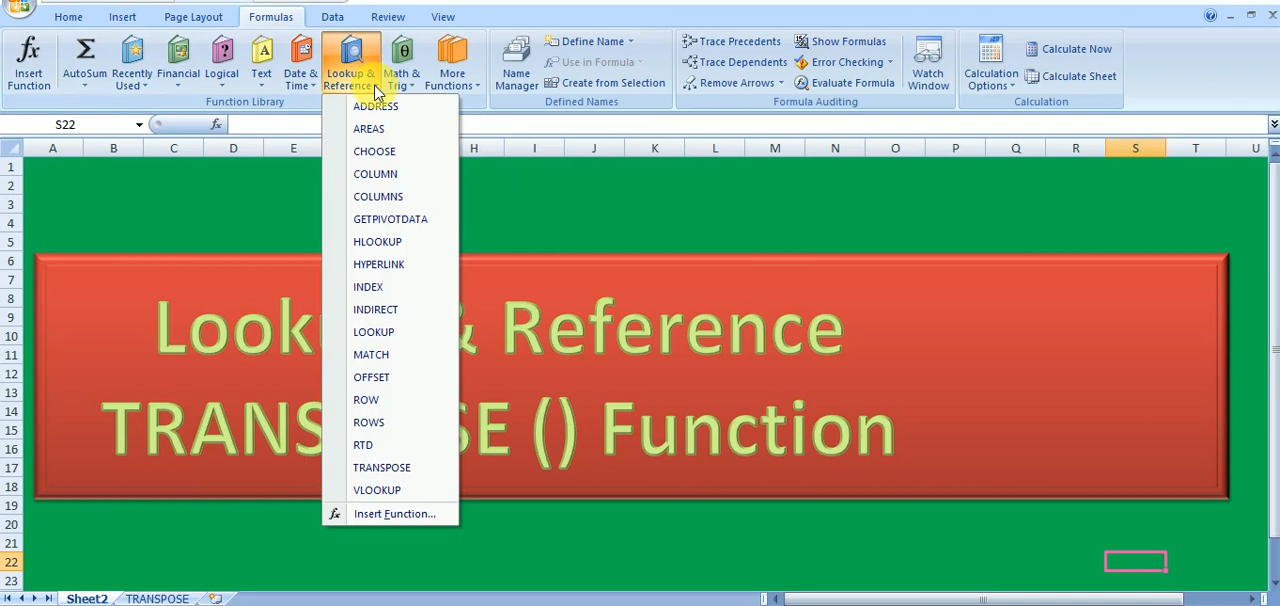 Home Insert Page Layout Formulas Data Review View
fx Insert Function
Σ AutoSum
Recently Used
Financial
Logical
A Text
Date & Time
Lookup & Reference
θ Math & Trig
More Functions
Function Library
Name Manager
Define Name
Use in Formula
Create from Selection
Defined Names
Trace Precedents
Trace Dependents
Remove Arrows
Show Formulas
Error Checking
Evaluate Formula
Formula Auditing
Watch Window
Calculation Options
Calculate Now
Calculate Sheet
Calculation
S22 fx
A B C D E H I J K L M N O P Q R S T U
1
2
3
4
5
6
7
8
9
10
11
12
13
14
15
16
17
18
19
20
21
22
23
ADDRESS
AREAS
CHOOSE
COLUMN
COLUMNS
GETPIVOTDATA
HLOOKUP
HYPERLINK
INDEX
INDIRECT
LOOKUP
MATCH
OFFSET
ROW
ROWS
RTD
TRANSPOSE
VLOOKUP
fx Insert Function...
Look & Reference
TRANS SE () Function
Sheet2 TRANSPOSE